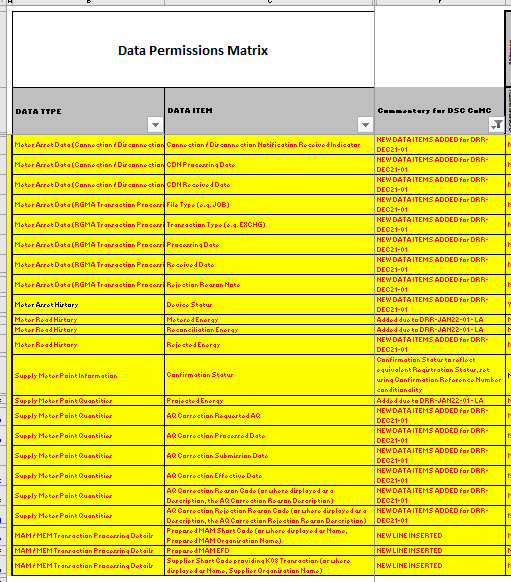 B C F
Data Permissions Matrix
DATA TYPE DATA ITEM Commentary for DSC CoMC
Meter Asset Data (Connection / Disconnection Connection / Disconnection Notification Received Indicator NEW DATA ITEMS ADDED for DRR-
DEC21-01
Meter Asset Data (Connection / Disconnection CDN Processing Date NEW DATA ITEMS ADDED for DRR-
DEC21-01
Meter Asset Data (Connection / Disconnection CDN Received Date NEW DATA ITEMS ADDED for DRR-
DEC21-01
Meter Asset Data (RGMA Transaction Processi File Type (e.g. JOB) NEW DATA ITEMS ADDED for DRR-
DEC21-01
Meter Asset Data (RGMA Transaction Processi Transaction Type (e.g. EXCHG) NEW DATA ITEMS ADDED for DRR-
DEC21-01
Meter Asset Data (RGMA Transaction Processi Processing Date NEW DATA ITEMS ADDED for DRR-
DEC21-01
Meter Asset Data (RGMA Transaction Processi Received Date NEW DATA ITEMS ADDED for DRR-
DEC21-01
Meter Asset Data (RGMA Transaction Processi Rejection Reason Note NEW DATA ITEMS ADDED for DRR-
DEC21-01
Meter Asset History Device Status NEW DATA ITEMS ADDED for DRR-
DEC21-01
Meter Read History Metered Energy Added due to DRR-JAN22-01 - LA
Meter Read History Reconciliation Energy Added due to DRR-JAN22-01 - LA
Meter Read History Rejected Energy NEW DATA ITEMS ADDED for DRR-
DEC21-01
Supply Meter Point Information Confirmation Status Confirmation Status to reflect
equivalent Registration Status, set
using Confirmation Reference Number
conditionality
Supply Meter Point Quantities Projected Energy Added due to DRR-JAN22-01 - LA
Supply Meter Point Quantities AQ Correction Requested AQ NEW DATA ITEMS ADDED for DRR-
DEC21-01
Supply Meter Point Quantities AQ Correction Processed Date NEW DATA ITEMS ADDED for DRR-
DEC21-01
Supply Meter Point Quantities AQ Correction Submission Date NEW DATA ITEMS ADDED for DRR-
DEC21-01
Supply Meter Point Quantities AQ Correction Effective Date NEW DATA ITEMS ADDED for DRR-
DEC21-01
Supply Meter Point Quantities AQ Correction Reason Code (or where displayed as a
Description, the AQ Correction Reason Description) NEW DATA ITEMS ADDED for DRR-
DEC21-01
Supply Meter Point Quantities AQ Correction Rejection Reason Code (or where displayed as a
Description, the AQ Correction Rejection Reason Description) NEW DATA ITEMS ADDED for DRR-
DEC21-01
MAM / MEM Transaction Processing Details Proposed MAM Short Code (or where displayed as Name,
Proposed MAM Organization Name) NEW LINE INSERTED
MAM / MEM Transaction Processing Details Proposed MAM EFD NEW LINE INSERTED
MAM / MEM Transaction Processing Details Supplier Short Code providing K08 Transaction (or where
displayed as Name, Supplier Organization Name) NEW LINE INSERTED